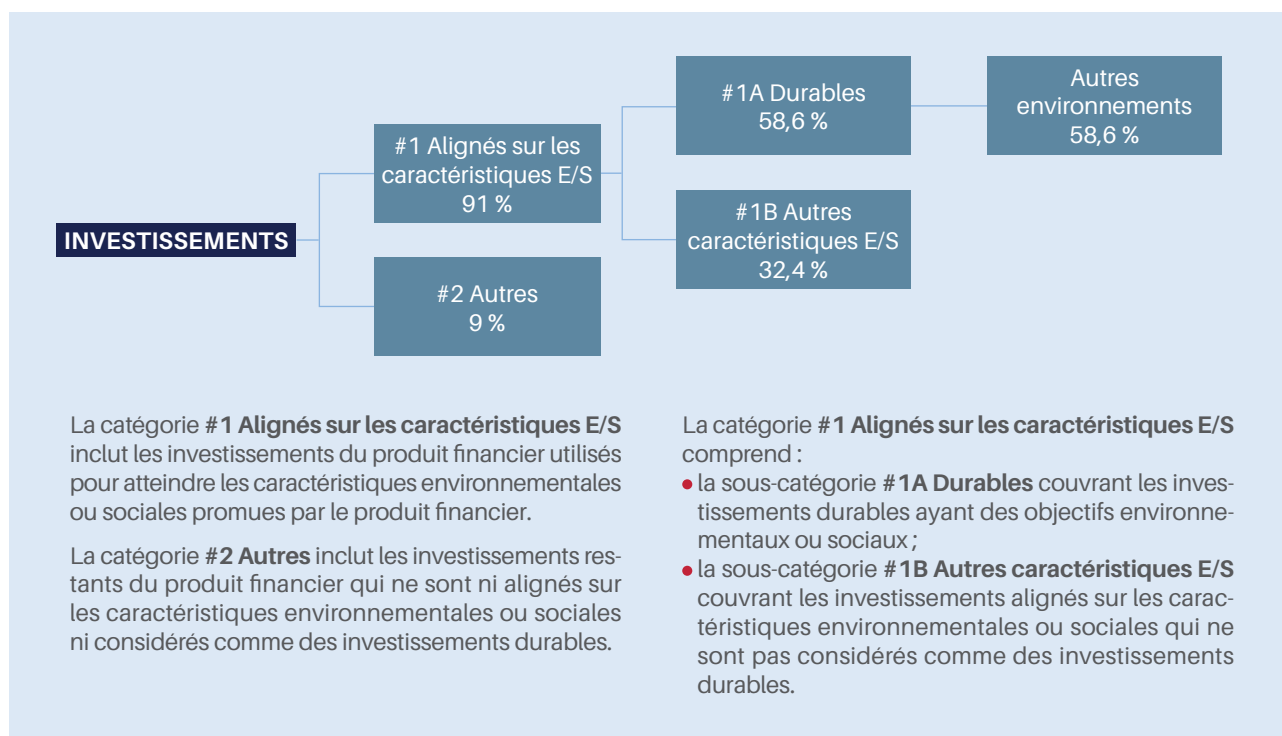 #1A Durables
58,6 %
Autres
environnements
58,6 %
#1 Alignés sur les
caractéristiques E/S
91 %
#1B Autres
caractéristiques E/S
32,4 %
INVESTISSEMENTS
#2 Autres
9 %
La catégorie #1 Alignés sur les caractéristiques E/S
inclut les investissements du produit financier utilisés
pour atteindre les caractéristiques environnementales
ou sociales promues par le produit financier.
La catégorie #2 Autres inclut les investissements res-
tants du produit financier qui ne sont ni alignés sur
les caractéristiques environnementales ou sociales
ni considérés comme des investissements durables.
La catégorie #1 Alignés sur les caractéristiques E/S
comprend :
• la sous-catégorie #1A Durables couvrant les inves-
tissements durables ayant des objectifs environne-
mentaux ou sociaux ;
• la sous-catégorie #1B Autres caractéristiques E/S
couvrant les investissements alignés sur les carac-
téristiques environnementales ou sociales qui ne
sont pas considérés comme des investissements
durables.